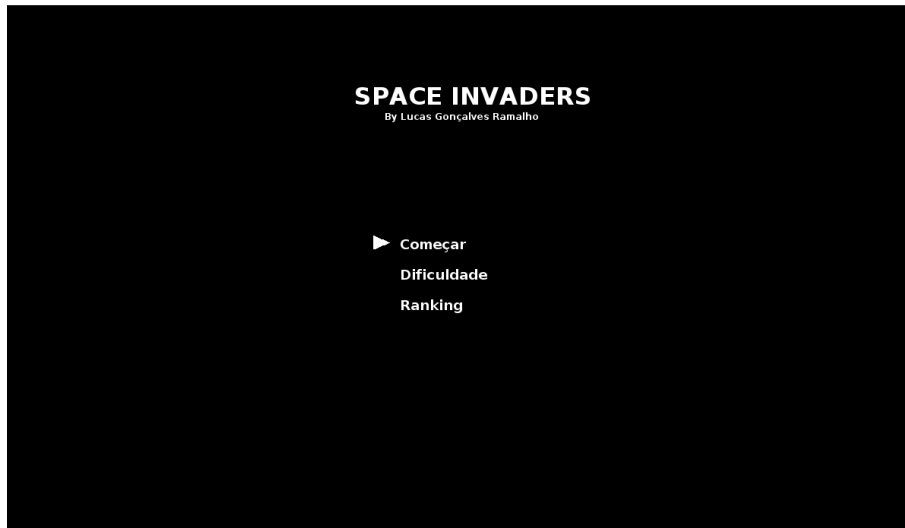 SPACE INVADERS
By Lucas Gonçalves Ramalho
Começar
Dificuldade
Ranking